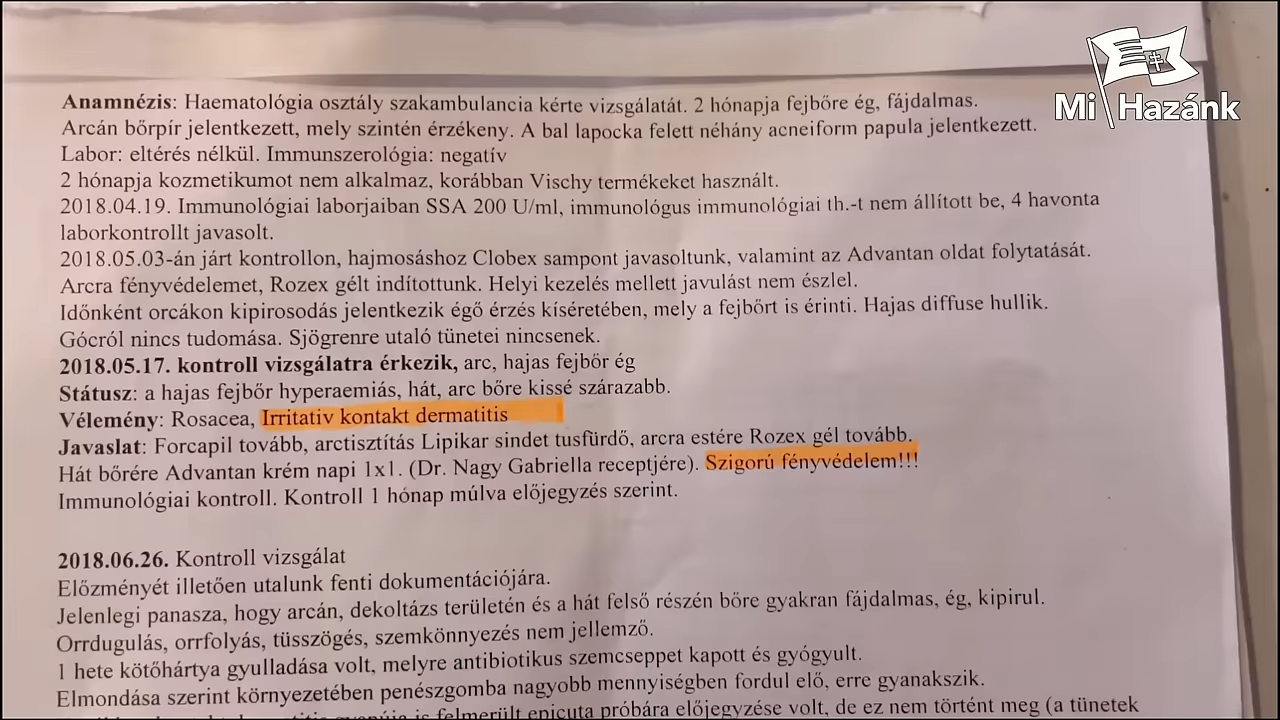 Mi Hazánk
Anamnézis: Haematológia osztály szakambulancia kérte vizsgálatát. 2 hónapja fejbőre ég, fájdalmas.
Arcán bőrpír jelentkezett, mely szintén érzékeny. A bal lapocka felett néhány acneiform papula jelentkezett.
Labor: eltérés nélkül. Immunszerológia: negatív
2 hónapja kozmetikumot nem alkalmaz, korábban Vischy termékeket használt.
2018.04.19. Immunológiai laborjaiban SSA 200 U/ml, immunológus immunológiai th.-t nem állított be, 4 havonta
laborkontrollt javasolt.
2018.05.03-án járt kontrollon, hajmosáshoz Clobex sampont javasoltunk, valamint az Advantan oldat folytatását.
Arcra fényvédelemet, Rozex gélt indítottunk. Helyi kezelés mellett javulást nem észlel.
Időnként orcákon kipirosodás jelentkezik égő érzés kíséretében, mely a fejbőrt is érinti. Hajas diffuse hullik.
Gócról nincs tudomása. Sjögrenre utaló tünetei nincsenek.
2018.05.17. kontroll vizsgálatra érkezik, arc, hajas fejbőr ég
Státusz: a hajas fejbőr hyperaemiás, hát, arc bőre kissé szárazabb.
Vélemény: Rosacea, Irritativ kontakt dermatitis
Javaslat: Forcapil tovább, arctisztítás Lipikar sindet tusfürdő, arcra estére Rozex gél tovább.
Hát bőrére Advantan krém napi 1x1. (Dr. Nagy Gabriella receptjére). Szigorú fényvédelem!!!
Immunológiai kontroll. Kontroll 1 hónap múlva előjegyzés szerint.
2018.06.26. Kontroll vizsgálat
Előzményét illetően utalunk fenti dokumentációjára.
Jelenlegi panasza, hogy arcán, dekoltázs területén és a hát felső részén bőre gyakran fájdalmas, ég, kipirul.
Orrdugulás, orrfolyás, tüsszögés, szemkönnyezés nem jellemző.
1 hete kötőhártya gyulladása volt, melyre antibiotikus szemcseppet kapott és gyógyult.
Elmondása szerint környezetében penészgomba nagyobb mennyiségben fordul elő, erre gyanakszik.
is felmerült epicuta próbára előjegyzése volt, de ez nem történt meg (a tünetek